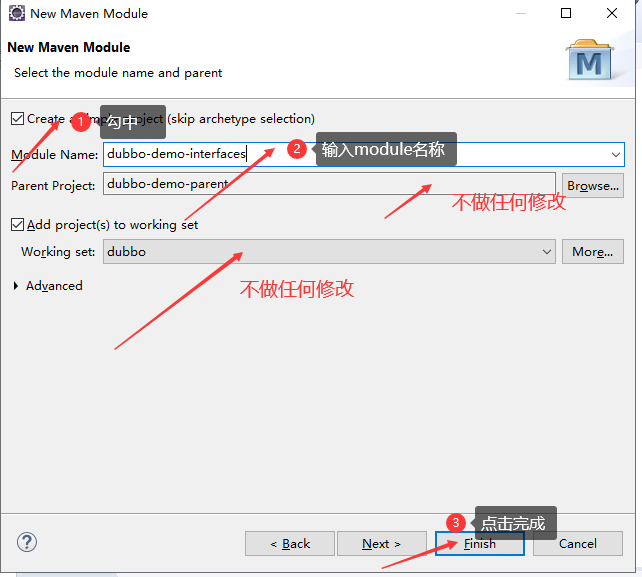 New Maven Module
New Maven Module
Select the module name and parent
M
Create a simple project (skip archetype selection)
1 勾中
Module Name: dubbo-demo-interfaces
2 输入module名称
Parent Project: dubbo-demo-parent Browse...
不做任何修改
Add project(s) to working set
Working set: dubbo More...
Advanced
不做任何修改
3 点击完成
? < Back Next > Finish Cancel